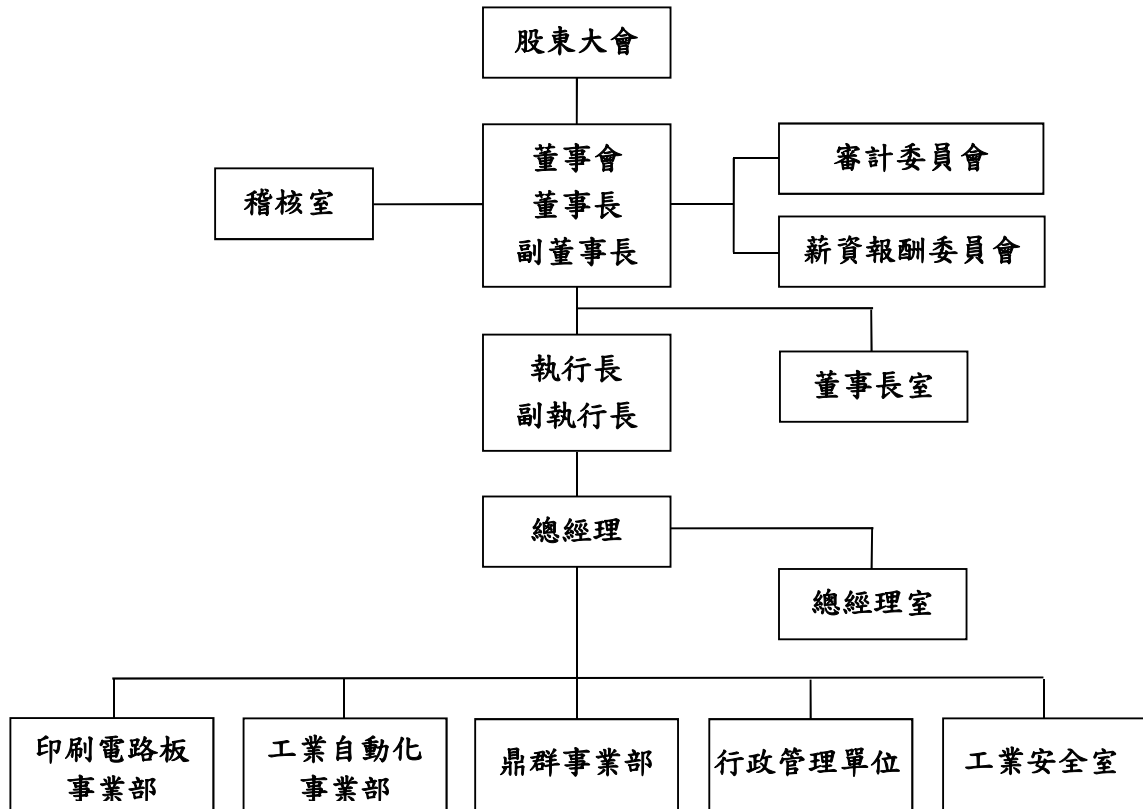 股東大會
董事會
董事長
副董事長
稽核室
審計委員會
薪資報酬委員會
執行長
副執行長
董事長室
總經理
總經理室
印刷電路板
事業部
工業自動化
事業部
鼎群事業部
行政管理單位
工業安全室